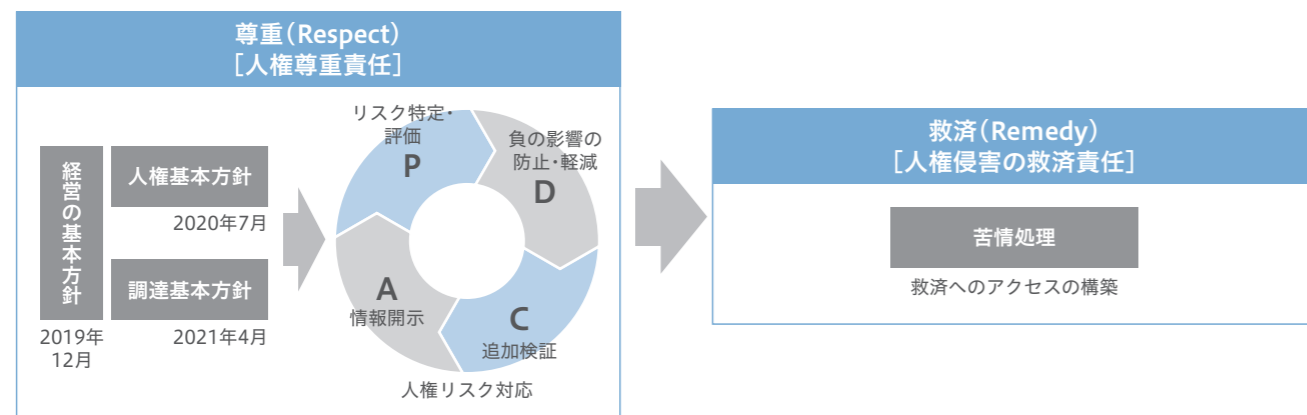 尊重（Respect）
［人権尊重責任］
経営の基本方針
2019年
12月
人権基本方針
2020年7月
調達基本方針
2021年4月
リスク特定・
評価
P
負の影響の
防止・軽減
D
C
追加検証
A
情報開示
人権リスク対応
救済（Remedy）
［人権侵害の救済責任］
苦情処理
救済へのアクセスの構築